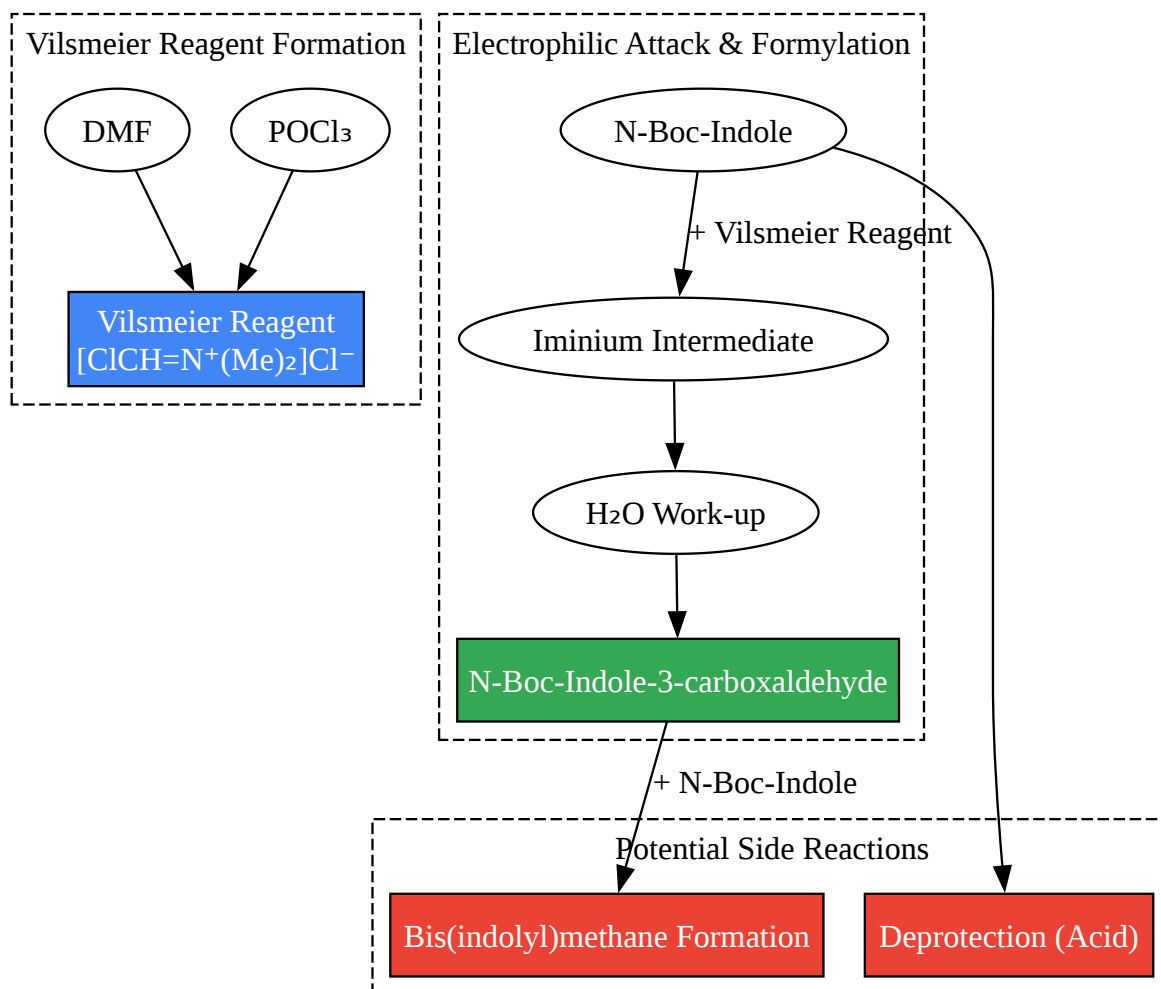 Vilsmeier Reagent Formation
DMF
POCl₃
Vilsmeier Reagent
[ClCH=N⁺(Me)₂]Cl⁻
Electrophilic Attack & Formylation
N-Boc-Indole
+ Vilsmeier Reagent
Iminium Intermediate
H₂O Work-up
N-Boc-Indole-3-carboxaldehyde
+ N-Boc-Indole
Potential Side Reactions
Bis(indolyl)methane Formation
Deprotection (Acid)